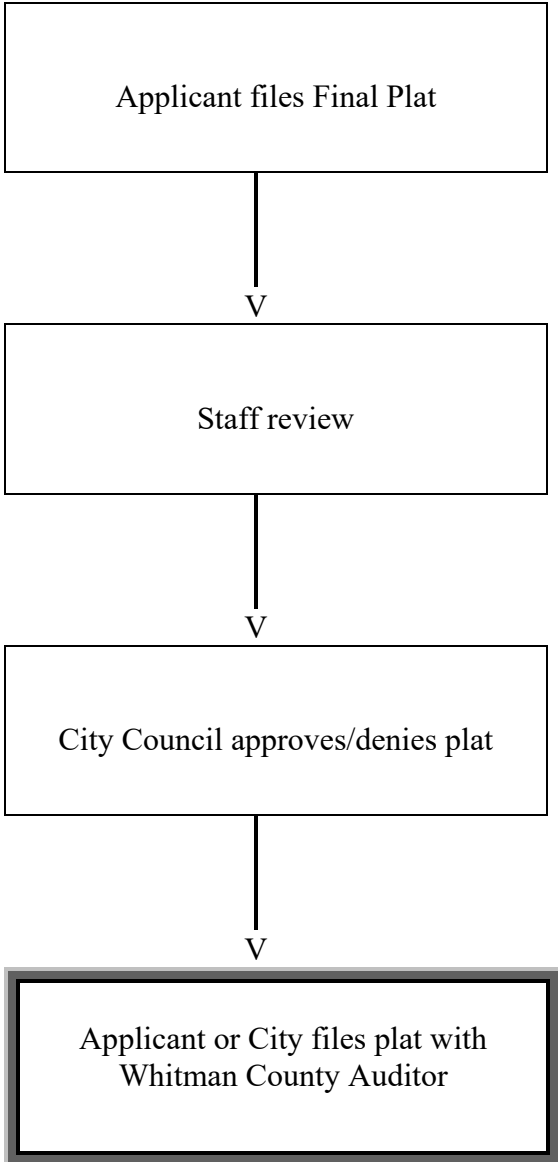 Applicant files Final Plat
V
Staff review
V
City Council approves/denies plat
V
Applicant or City files plat with
Whitman County Auditor